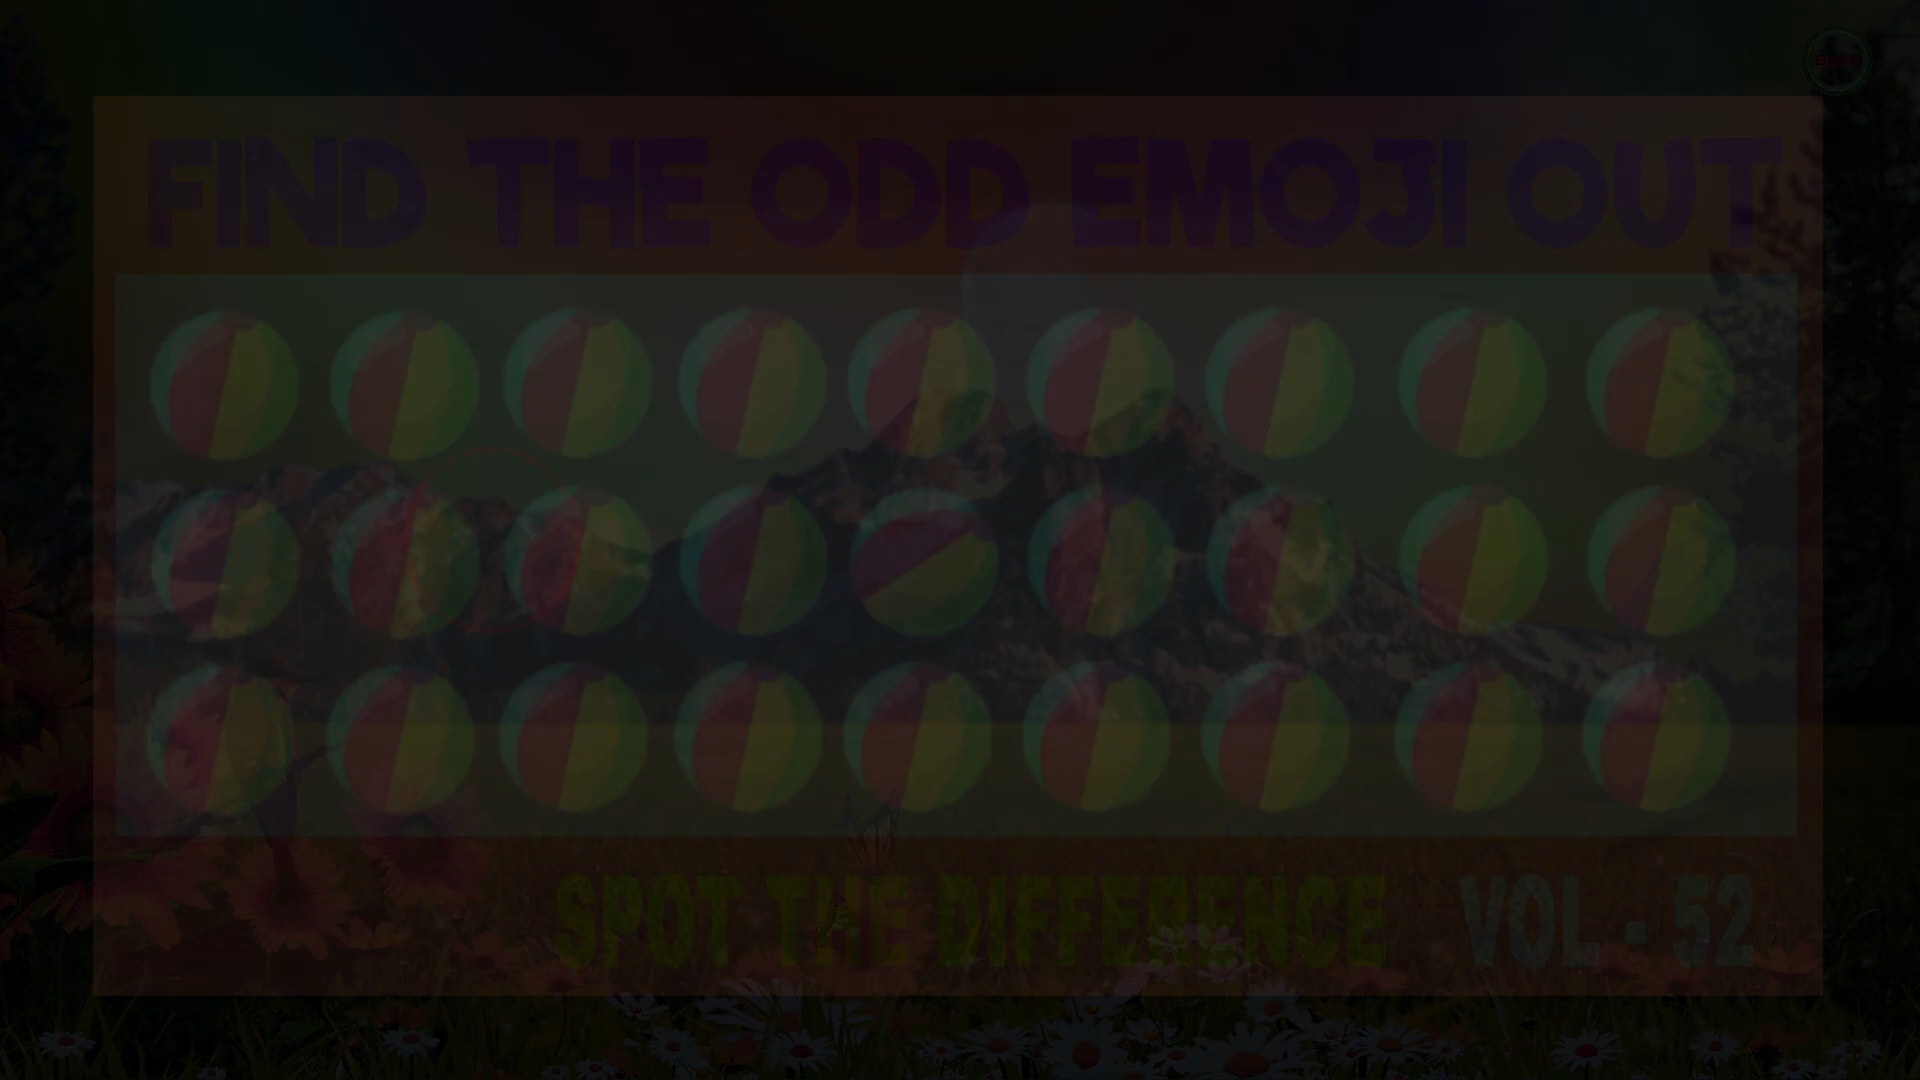 FIND THE ODD EMOJI OUT
SPOT THE DIFFERENCE VOL - 52